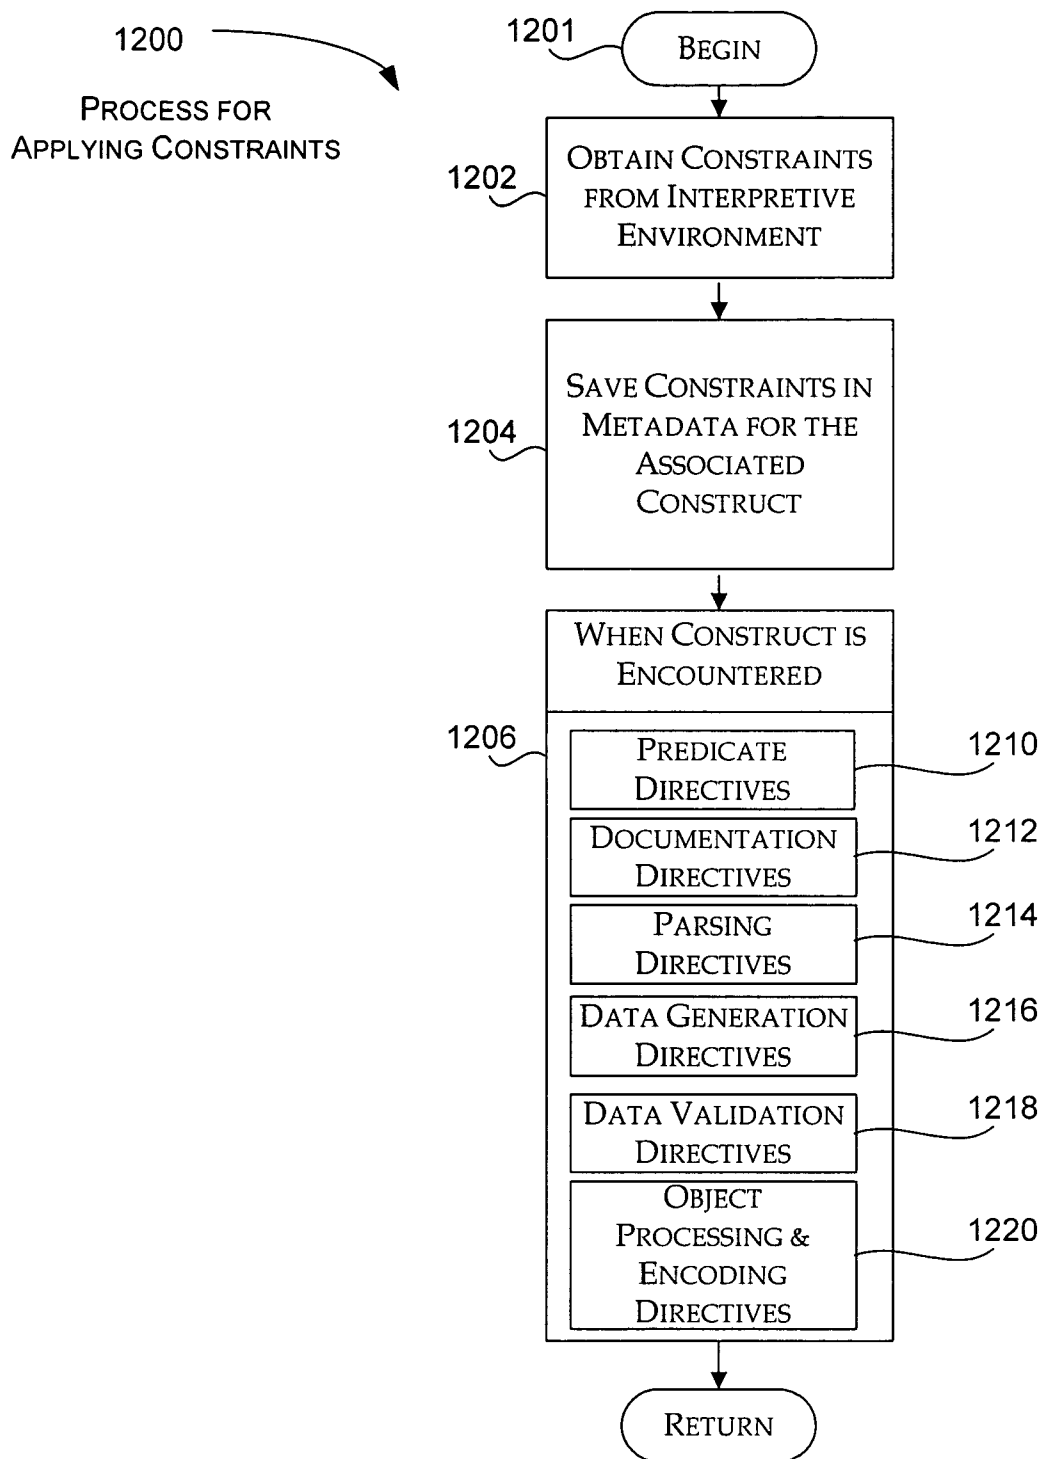 1200
PROCESS FOR
APPLYING CONSTRAINTS
1201
BEGIN
1202
OBTAIN CONSTRAINTS
FROM INTERPRETIVE
ENVIRONMENT
1204
SAVE CONSTRAINTS IN
METADATA FOR THE
ASSOCIATED
CONSTRUCT
WHEN CONSTRUCT IS
ENCOUNTERED
1206
PREDICATE
DIRECTIVES
1210
DOCUMENTATION
DIRECTIVES
1212
PARSING
DIRECTIVES
1214
DATA GENERATION
DIRECTIVES
1216
DATA VALIDATION
DIRECTIVES
1218
OBJECT
PROCESSING &
ENCODING
DIRECTIVES
1220
RETURN